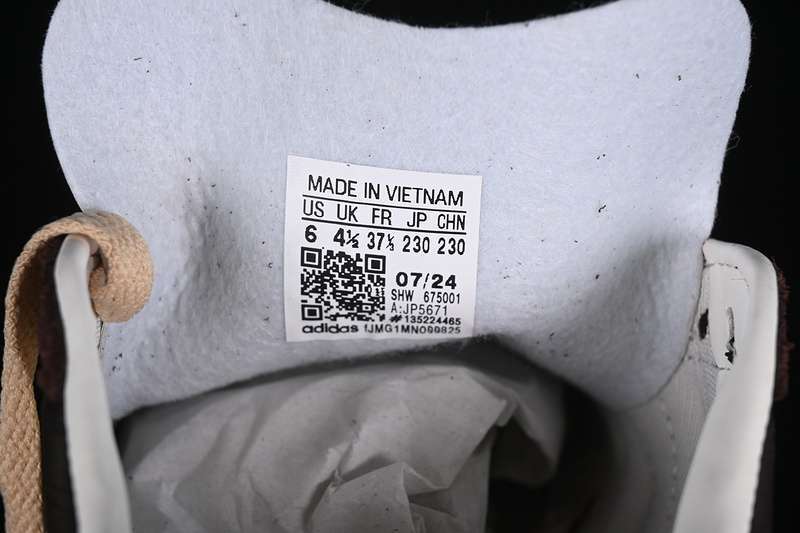 MADE IN VIETNAM
US UK FR JP CHN
6 4½ 37⅓ 230 230
07/24
SHW 675001
A:JP5671
# 135224465
adidas !JMG1MN099825